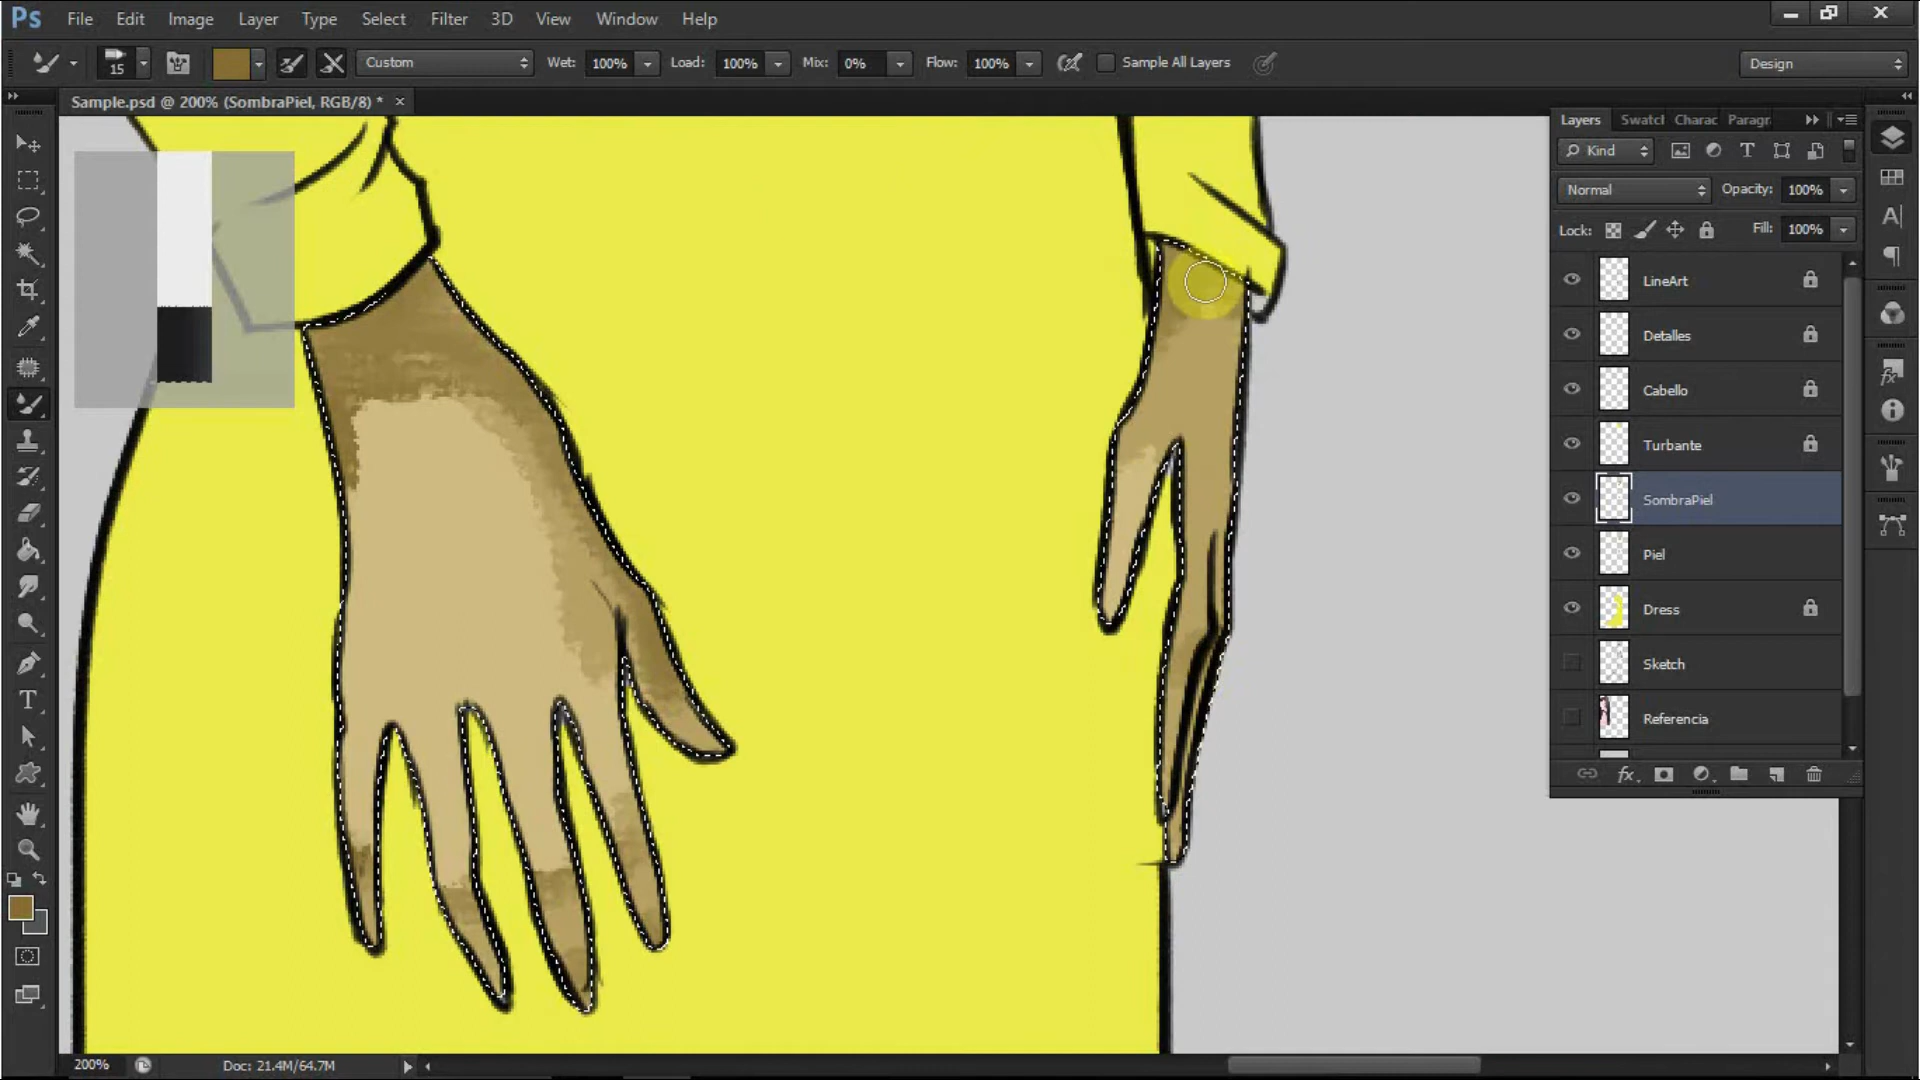 Ps File Edit Image Layer Type Select Filter 3D View Window Help
15 Custom Wet: 100% Load: 100% Mix: 0% Flow: 100% Sample All Layers Design
Sample.psd @ 200% (SombraPiel, RGB/8) * ×
Layers Swatch Charac Paragr
Kind
Normal Opacity: 100%
Lock: Fill: 100%
LineArt
Detalles
Cabello
Turbante
SombraPiel
Piel
Dress
Sketch
Referencia
200% Doc: 21.4M/64.7M